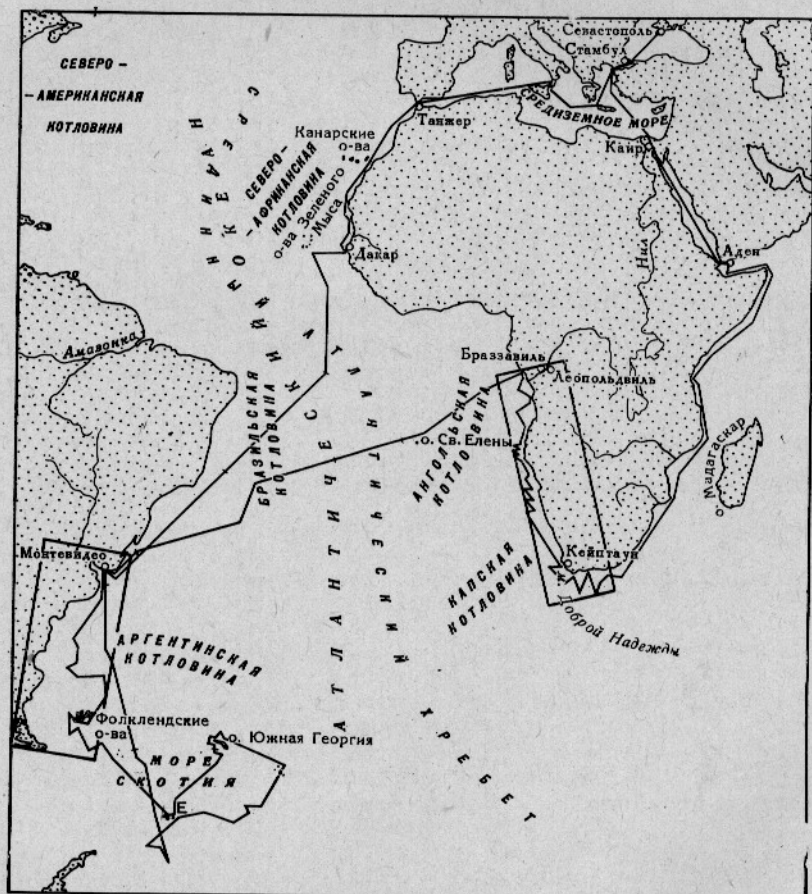 СЕВЕРО –
– АМЕРИКАНСКАЯ
КОТЛОВИНА
Севастополь
Стамбул
СРЕДИЗЕМНОЕ МОРЕ
Танжер
Каир
Канарские
о-ва
СЕВЕРО-
- АФРИКАНСКАЯ
КОТЛОВИНА
о-ва Зеленого
Мыса
Дакар
Нил
Аден
Амазонка
Браззавиль
Леопольдвиль
БРАЗИЛЬСКАЯ
КОТЛОВИНА
о. Св. Елены
АНГОЛЬСКАЯ
КОТЛОВИНА
о Мадагаскар
Монтевидео
Кейптаун
КАПСКАЯ
КОТЛОВИНА
м. Доброй Надежды
АРГЕНТИНСКАЯ
КОТЛОВИНА
Фолклендские
о-ва
о. Южная Георгия
МОРЕ
СКОТИЯ
Е
АТЛАНТИЧЕСКИЙ
ОКЕАН
СРЕДИННЫЙ
АТЛАНТИЧЕСКИЙ ХРЕБЕТ